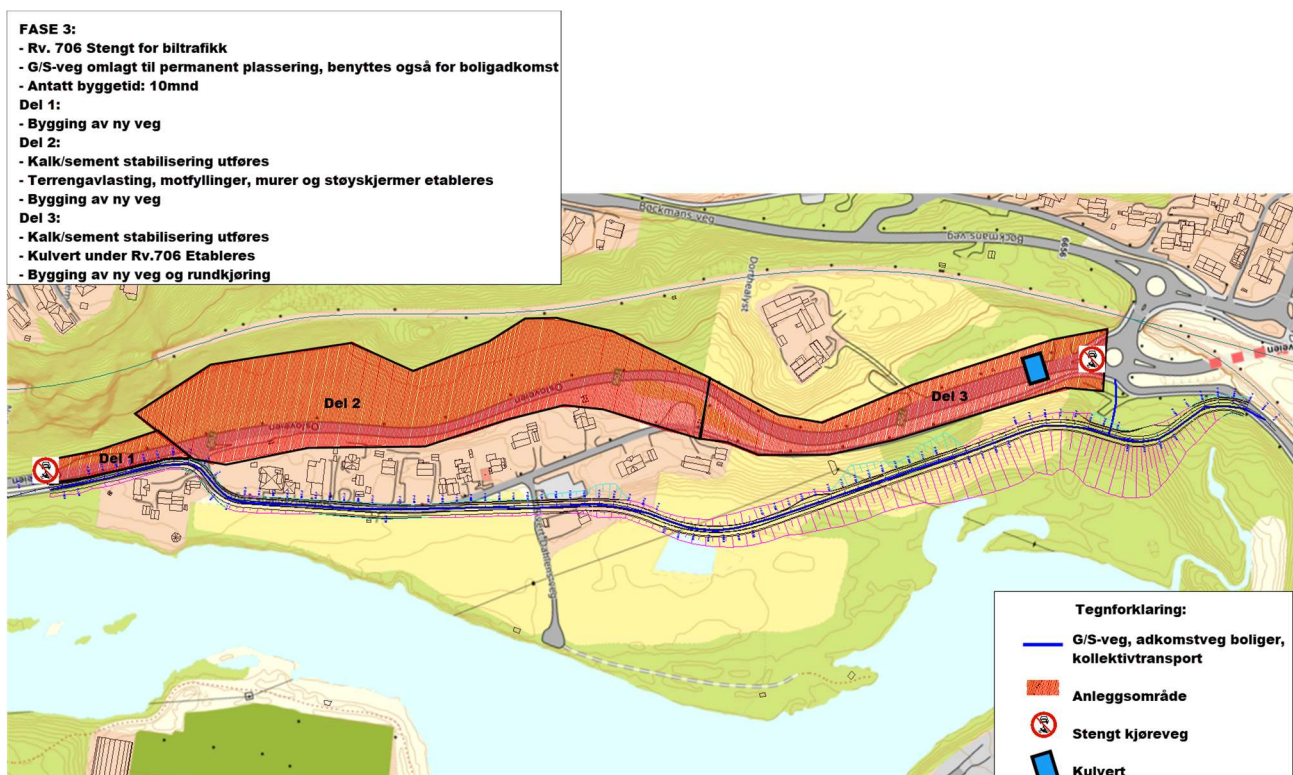 FASE 3:
- Rv. 706 Stengt for biltrafikk
- G/S-veg omlagt til permanent plassering, benyttes også for boligadkomst
- Antatt byggetid: 10mnd
Del 1:
- Bygging av ny veg
Del 2:
- Kalk/sement stabilisering utføres
- Terrengavlasting, motfyllinger, murer og støyskjermer etableres
- Bygging av ny veg
Del 3:
- Kalk/sement stabilisering utføres
- Kulvert under Rv.706 Etableres
- Bygging av ny veg og rundkjøring
Bøckmans veg
Bøckmans veg
6656
Dorthealyst
Osloveien
Osloveien
Del 2
Del 3
Del 1
Tegnforklaring:
G/S-veg, adkomstveg boliger,
kollektivtransport
Anleggsområde
Stengt kjøreveg
Kulvert